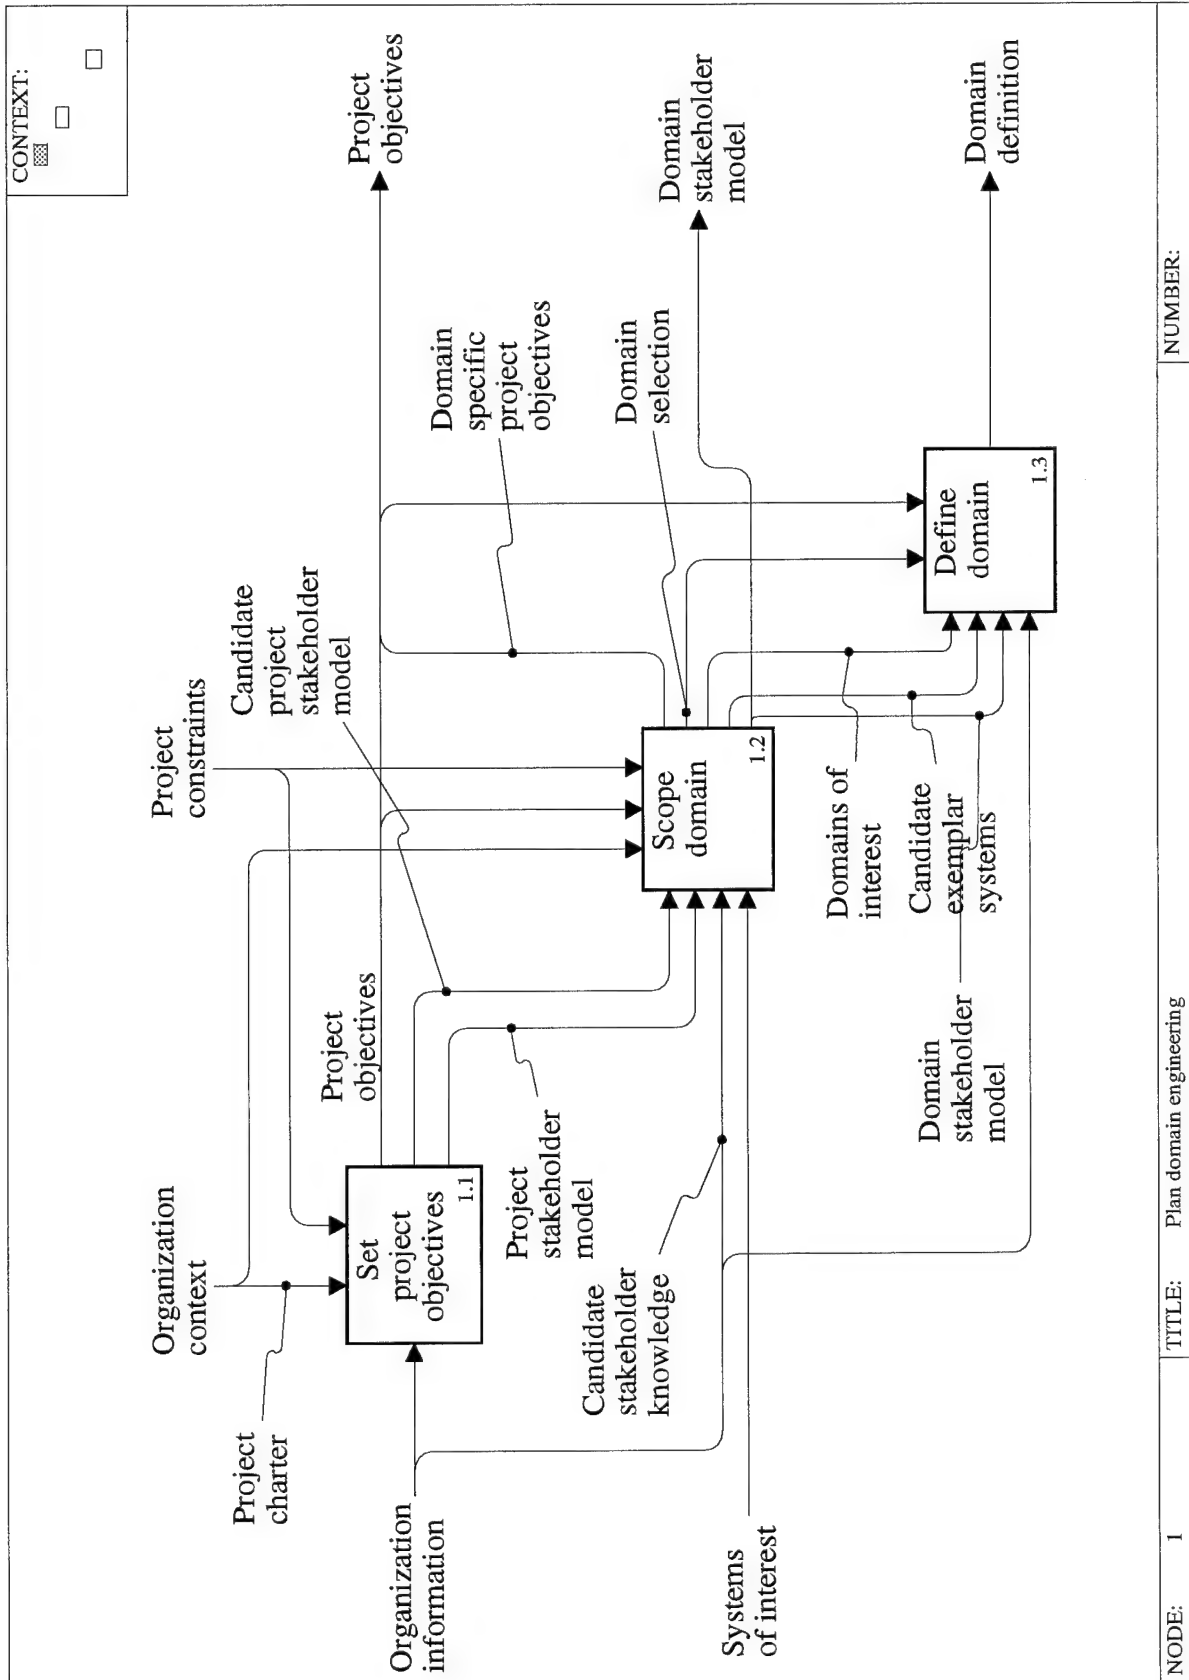 CONTEXT:
Organization
context
Project
constraints
Project
charter
Candidate
project
stakeholder
model
Project
objectives
Project
objectives
Set
project
objectives
1.1
Organization
information
Domain
specific
project
objectives
Project
stakeholder
model
Candidate
stakeholder
knowledge
Scope
domain
1.2
Domain
selection
Domain
stakeholder
model
Systems
of interest
Domains of
interest
Candidate
exemplar
systems
Domain
stakeholder
model
Define
domain
1.3
Domain
definition
NODE: 1
TITLE: Plan domain engineering
NUMBER: